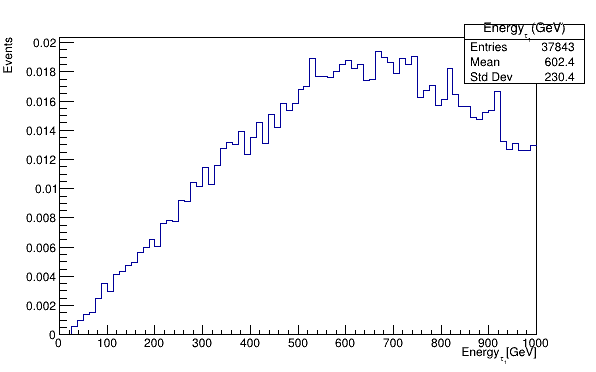 Energy_τ₁ (GeV)
Entries 37843
Mean 602.4
Std Dev 230.4
Events
0.02
0.018
0.016
0.014
0.012
0.01
0.008
0.006
0.004
0.002
0
0 100 200 300 400 500 600 700 800 900 1000
Energy_τ₁ [GeV]